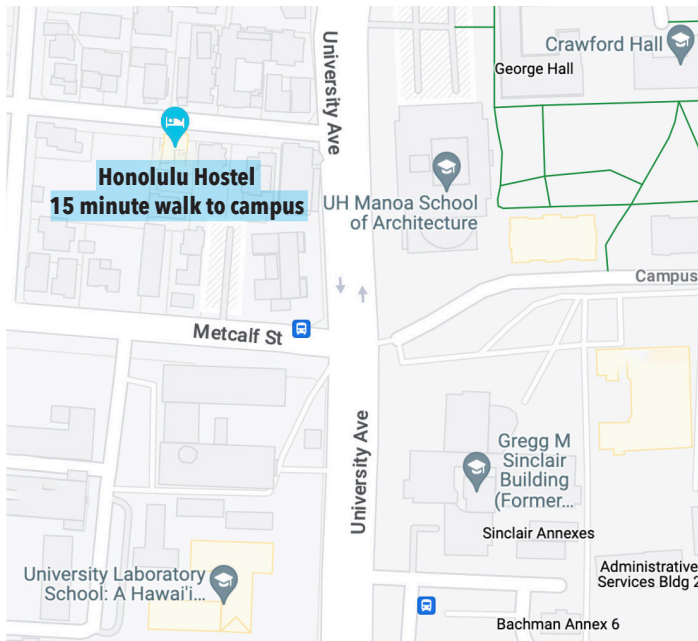 University Ave
Crawford Hall
George Hall
Honolulu Hostel
15 minute walk to campus
UH Manoa School
of Architecture
Campus
Metcalf St
University Ave
Gregg M
Sinclair
Building
(Former...
Sinclair Annexes
University Laboratory
School: A Hawai'i...
Administrative
Services Bldg 2
Bachman Annex 6